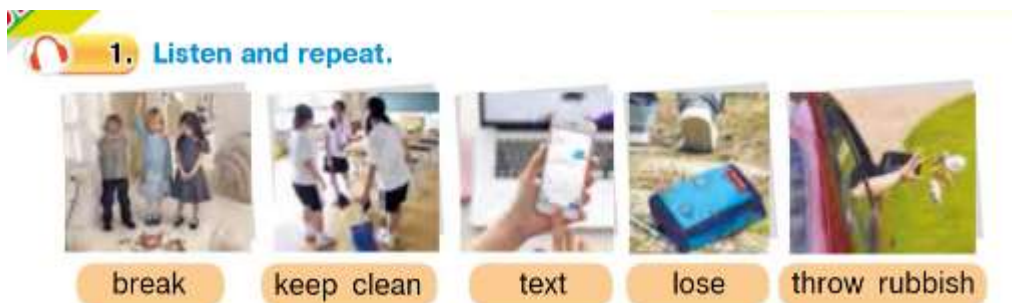 1. Listen and repeat.
break keep clean text lose throw rubbish